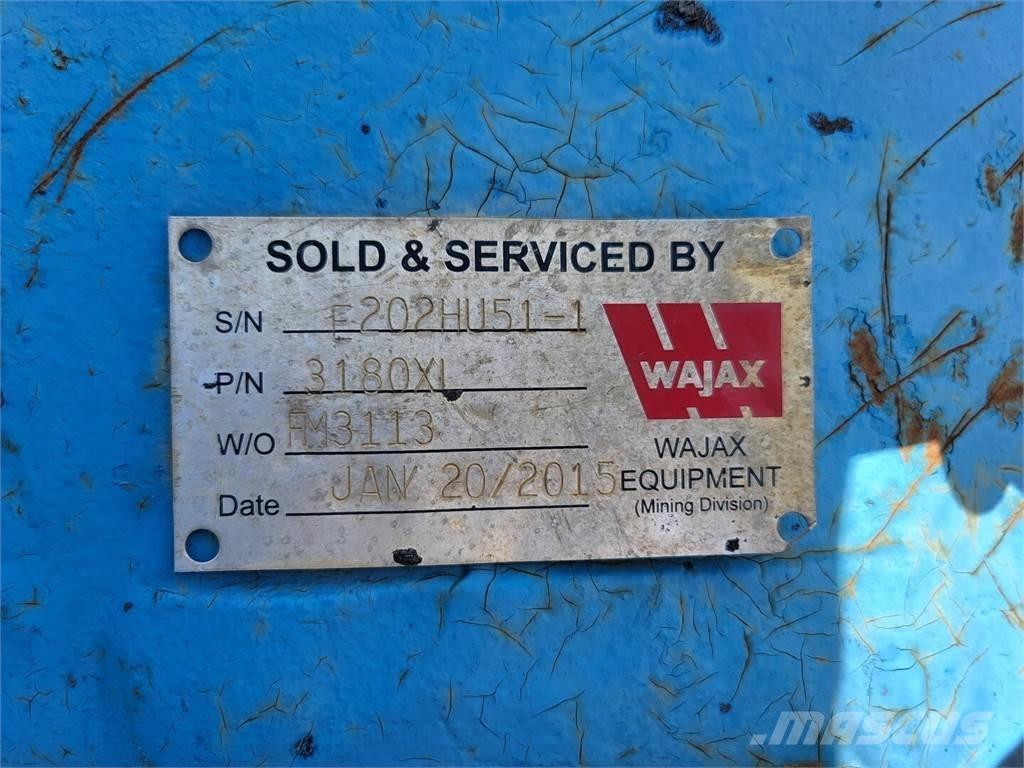 SOLD & SERVICED BY
S/N E202HU51-1
P/N 3180XL
W/O FM3113
Date JAN 20/2015
WAJAX
WAJAX
EQUIPMENT
(Mining Division)
MASCUS